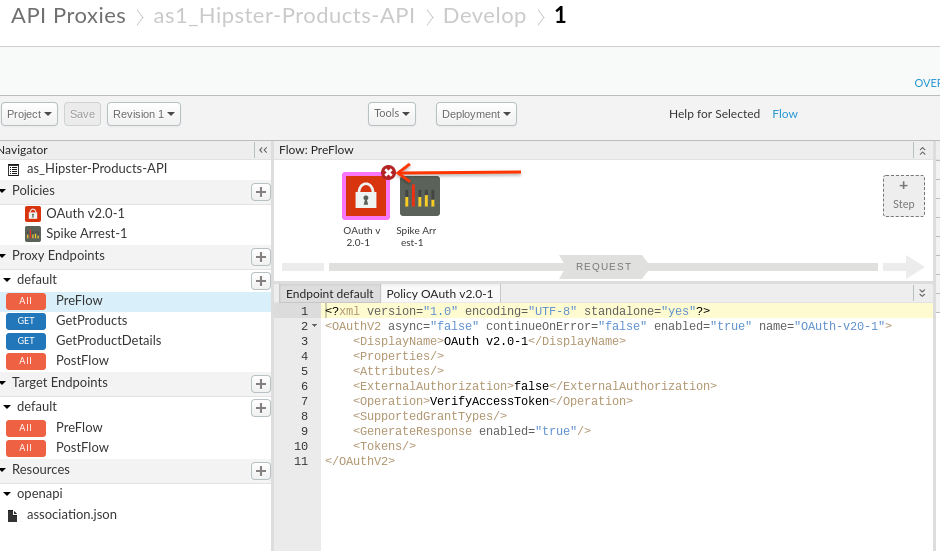 API Proxies › as1_Hipster-Products-API › Develop › 1
OVER
Project Save Revision 1 Tools Deployment Help for Selected Flow
Navigator «
as_Hipster-Products-API
Policies +
OAuth v2.0-1
Spike Arrest-1
Proxy Endpoints +
default +
All PreFlow
GET GetProducts
GET GetProductDetails
All PostFlow
Target Endpoints +
default +
All PreFlow
All PostFlow
Resources +
openapi
association.json
Flow: PreFlow
OAuth v
2.0-1
Spike Arr
est-1
+
Step
REQUEST
Endpoint default Policy OAuth v2.0-1
1 <?xml version="1.0" encoding="UTF-8" standalone="yes"?>
2 <OAuthV2 async="false" continueOnError="false" enabled="true" name="OAuth-v20-1">
3 <DisplayName>OAuth v2.0-1</DisplayName>
4 <Properties/>
5 <Attributes/>
6 <ExternalAuthorization>false</ExternalAuthorization>
7 <Operation>VerifyAccessToken</Operation>
8 <SupportedGrantTypes/>
9 <GenerateResponse enabled="true"/>
10 <Tokens/>
11 </OAuthV2>